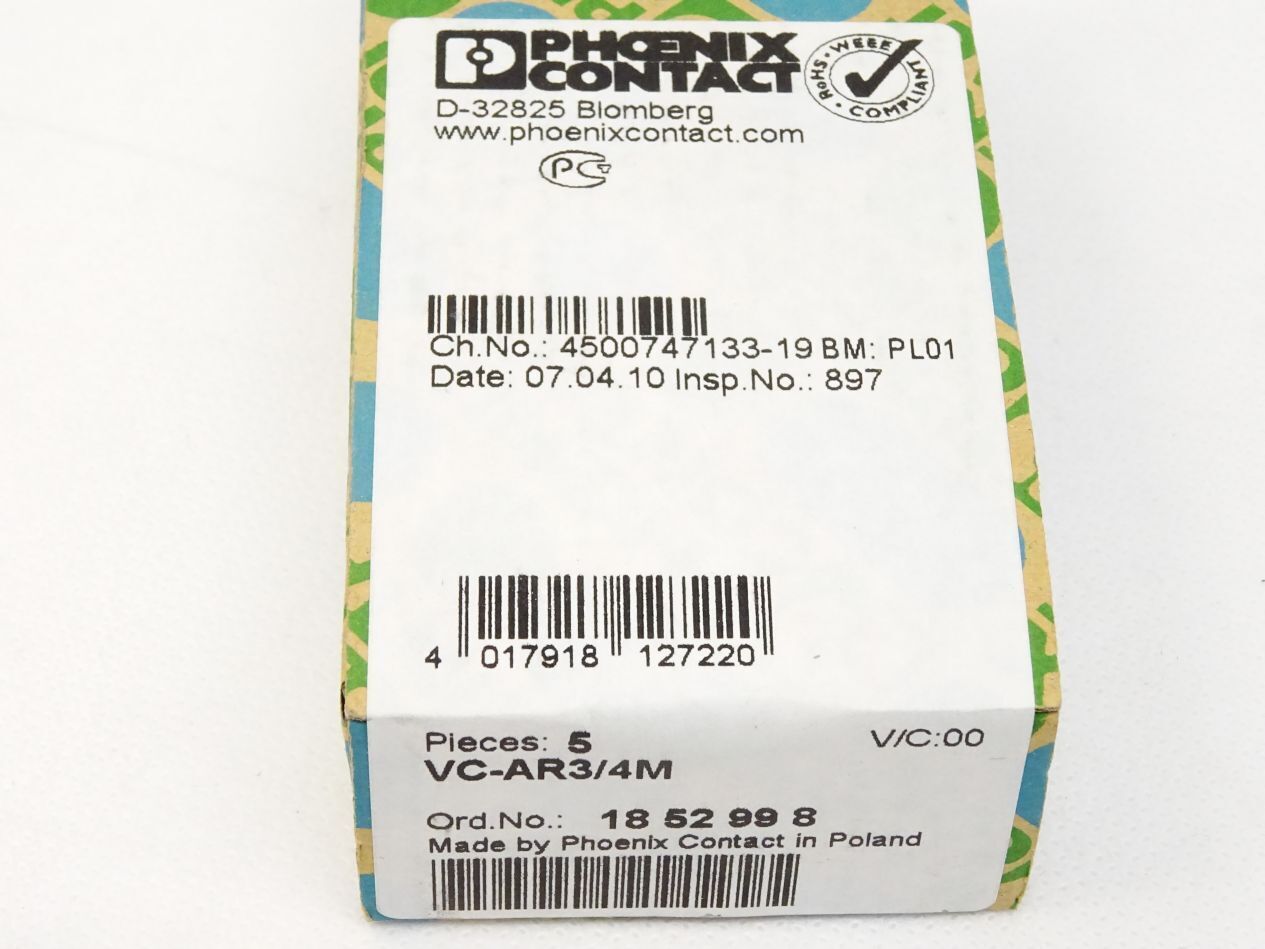 PHŒNIX
CONTACT
WEEE RoHS COMPLIANT
D-32825 Blomberg
www.phoenixcontact.com
PC
Ch.No.: 4500747133-19 BM: PL01
Date: 07.04.10 Insp.No.: 897
4 017918 127220
Pieces: 5 V/C:00
VC-AR3/4M
Ord.No.: 18 52 99 8
Made by Phoenix Contact in Poland